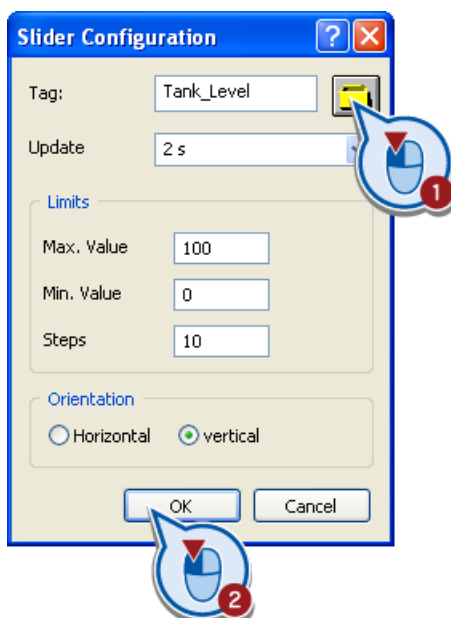 Slider Configuration
Tag: Tank_Level
1
Update 2 s
Limits
Max. Value 100
Min. Value 0
Steps 10
Orientation
Horizontal vertical
OK Cancel
2